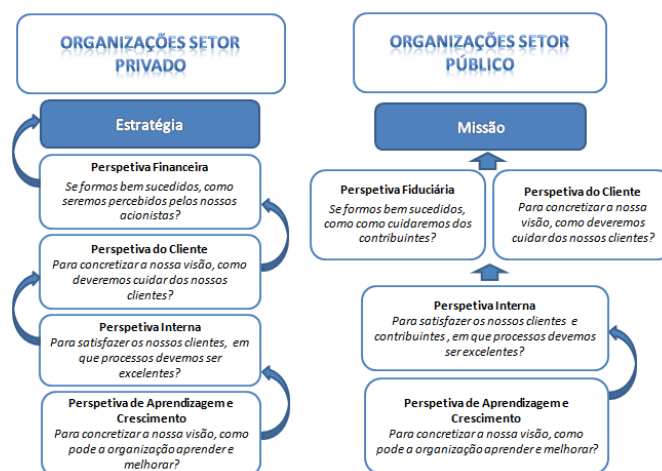 ORGANIZAÇÕES SETOR
PRIVADO
Estratégia
Perspetiva Financeira
Se formos bem sucedidos, como
seremos percebidos pelos nossos
acionistas?
Perspetiva do Cliente
Para concretizar a nossa visão, como
deveremos cuidar dos nossos
clientes?
Perspetiva Interna
Para satisfazer os nossos clientes, em
que processos devemos ser
excelentes?
Perspetiva de Aprendizagem e
Crescimento
Para concretizar a nossa visão, como
pode a organização aprender e
melhorar?
ORGANIZAÇÕES SETOR
PÚBLICO
Missão
Perspetiva Fiduciária
Se formos bem sucedidos,
como como cuidaremos dos
contribuintes?
Perspetiva do Cliente
Para concretizar a nossa
visão, como deveremos
cuidar dos nossos clientes?
Perspetiva Interna
Para satisfazer os nossos clientes e
contribuintes, em que processos devemos
ser excelentes?
Perspetiva de Aprendizagem e
Crescimento
Para concretizar a nossa visão, como
pode a organização aprender e melhorar?